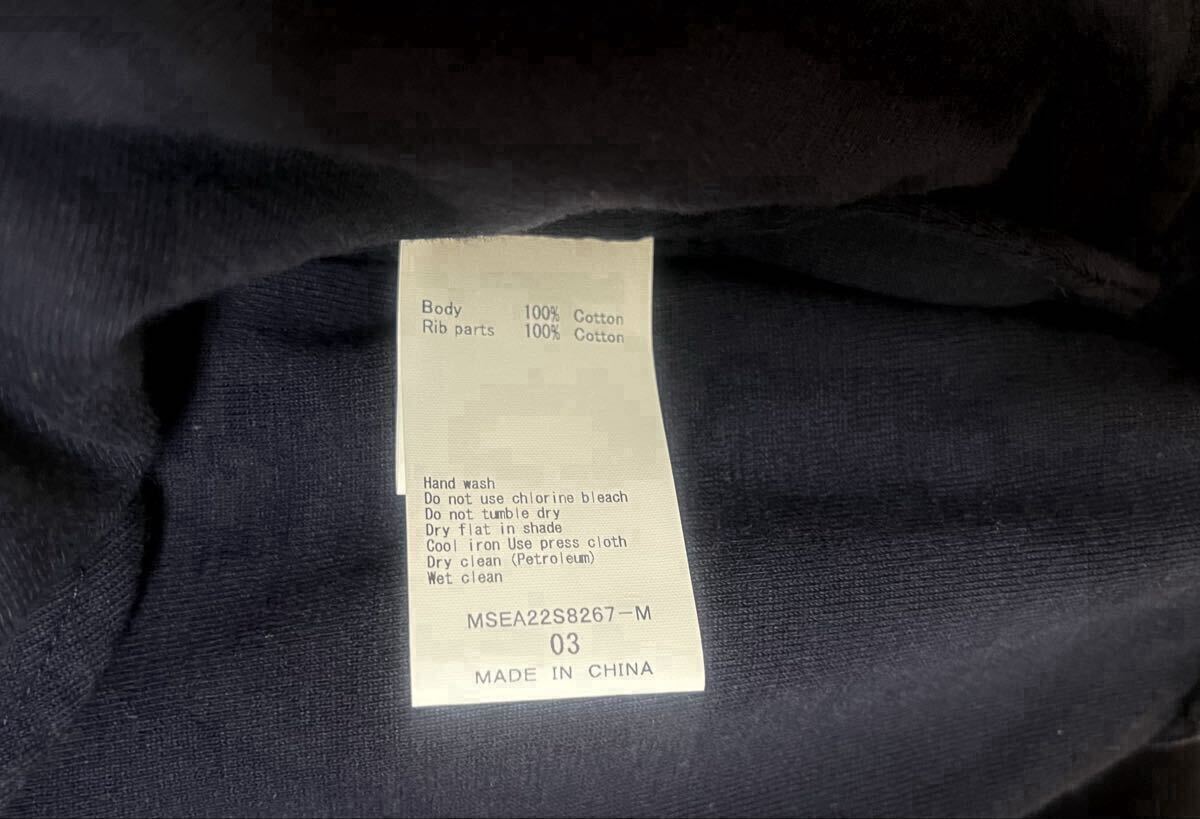 Body 100% Cotton
Rib parts 100% Cotton
Hand wash
Do not use chlorine bleach
Do not tumble dry
Dry flat in shade
Cool iron Use press cloth
Dry clean (Petroleum)
Wet clean
MSEA22S8267-M
03
MADE IN CHINA